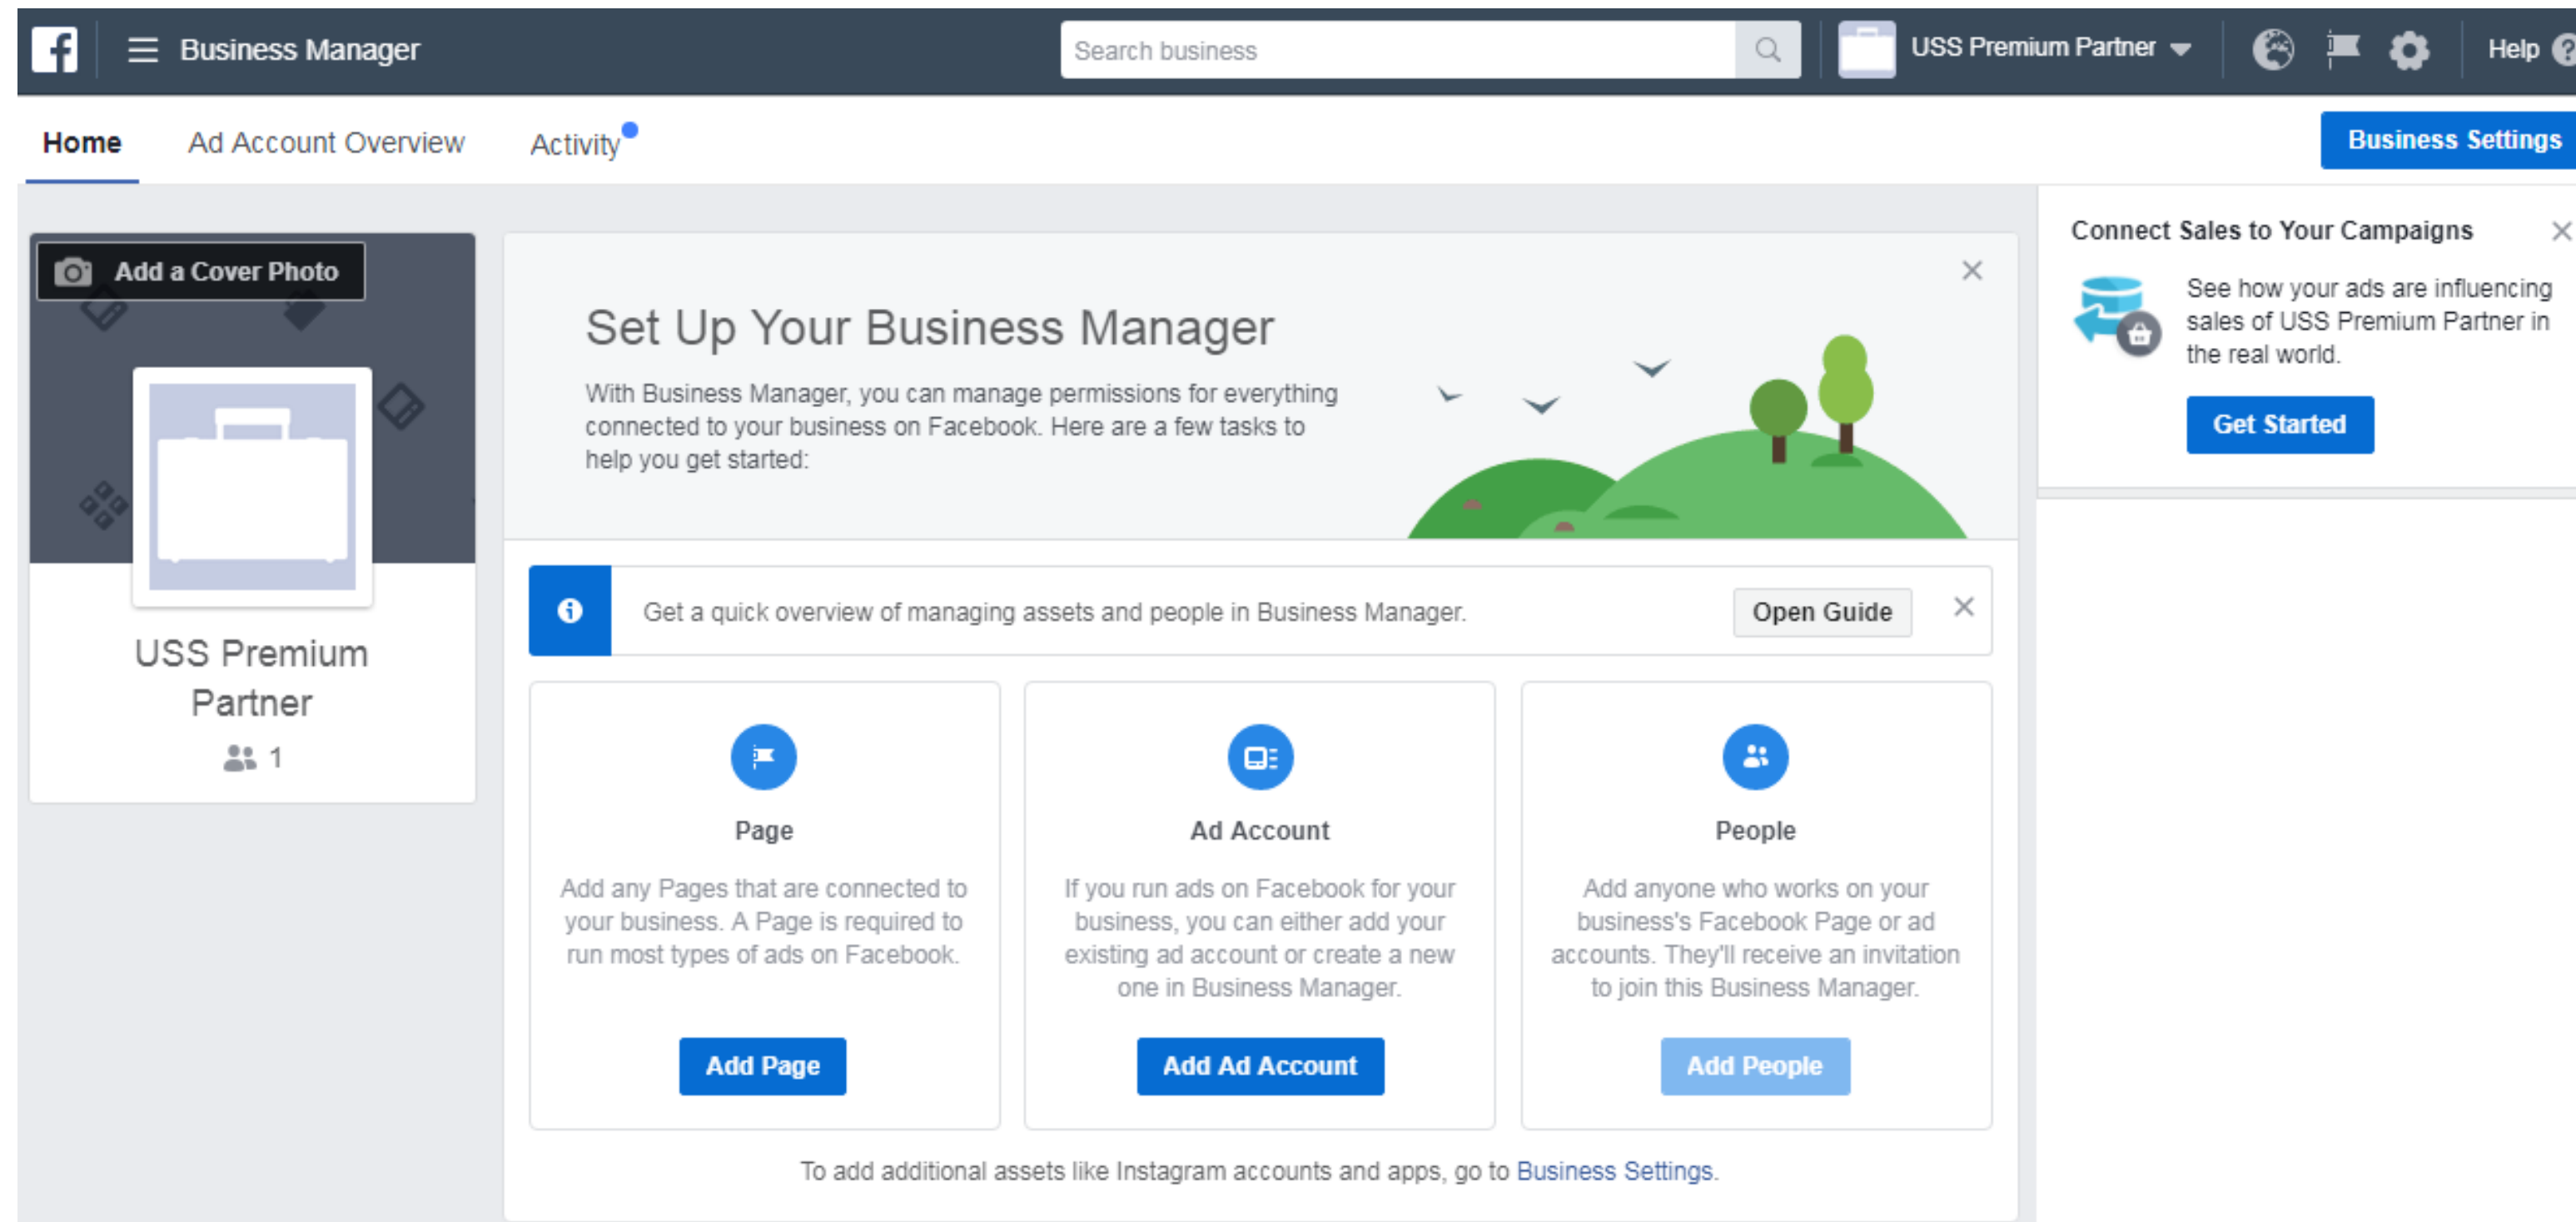 Business Manager
Search business
USS Premium Partner
Help
Home
Ad Account Overview
Activity
Business Settings
Add a Cover Photo
USS Premium
Partner
1
Set Up Your Business Manager
With Business Manager, you can manage permissions for everything
connected to your business on Facebook. Here are a few tasks to
help you get started:
Get a quick overview of managing assets and people in Business Manager.
Open Guide
Page
Add any Pages that are connected to
your business. A Page is required to
run most types of ads on Facebook.
Add Page
Ad Account
If you run ads on Facebook for your
business, you can either add your
existing ad account or create a new
one in Business Manager.
Add Ad Account
People
Add anyone who works on your
business's Facebook Page or ad
accounts. They'll receive an invitation
to join this Business Manager.
Add People
To add additional assets like Instagram accounts and apps, go to Business Settings.
Connect Sales to Your Campaigns
See how your ads are influencing
sales of USS Premium Partner in
the real world.
Get Started